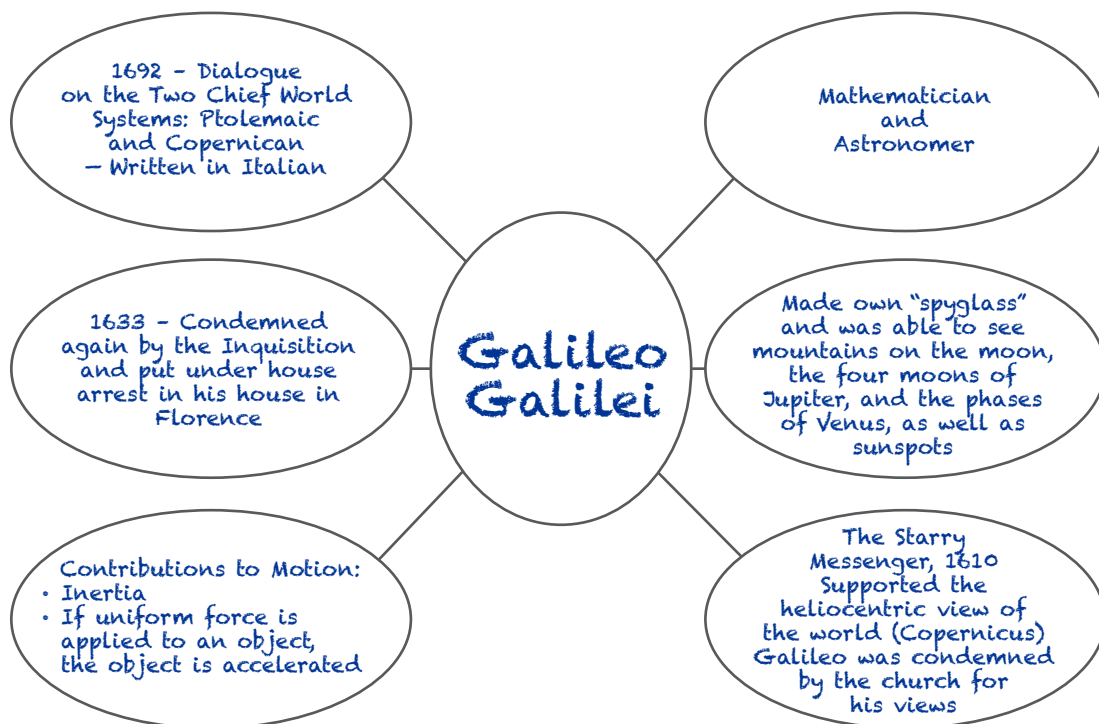 1692 – Dialogue
on the Two Chief World
Systems: Ptolemaic
and Copernican
– Written in Italian
Mathematician
and
Astronomer
1633 – Condemned
again by the Inquisition
and put under house
arrest in his house in
Florence
Galileo
Galilei
Made own “spyglass”
and was able to see
mountains on the moon,
the four moons of
Jupiter, and the phases
of Venus, as well as
sunspots
Contributions to Motion:
• Inertia
• If uniform force is
applied to an object,
the object is accelerated
The Starry
Messenger, 1610
Supported the
heliocentric view of
the world (Copernicus)
Galileo was condemned
by the church for
his views